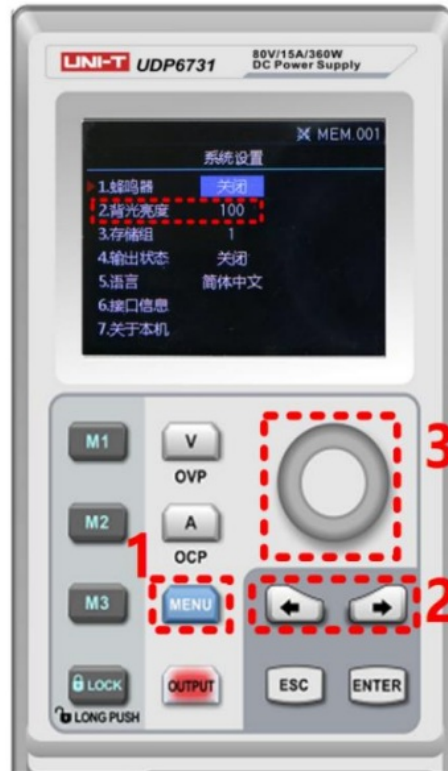 UNI-T UDP6731 80V/15A/360W
DC Power Supply
MEM.001
系统设置
1.蜂鸣器 关闭
2.背光亮度 100
3.存储组 1
4.输出状态 关闭
5.语言 简体中文
6.接口信息
7.关于本机
M1 V 3
OVP
M2 A
1 OCP
M3 MENU 2
LOCK OUTPUT ESC ENTER
LONG PUSH